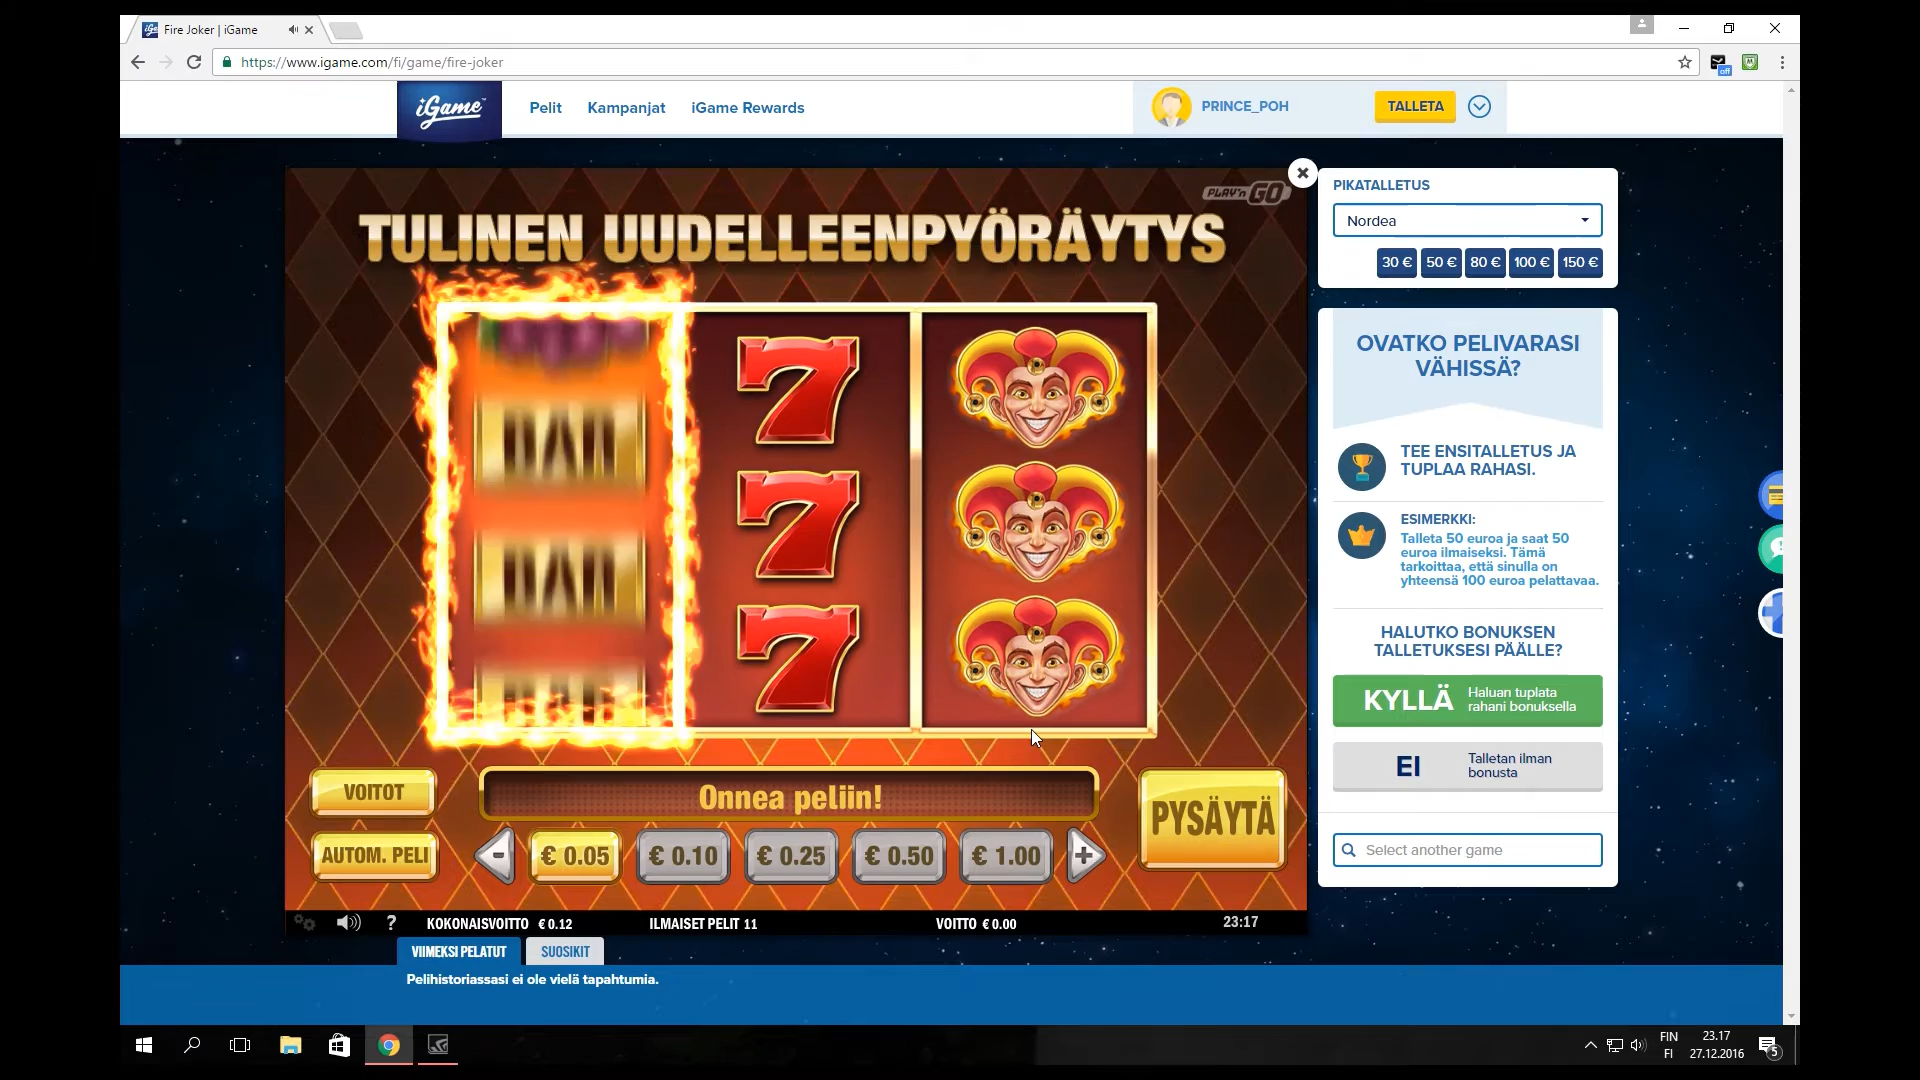 Fire Joker | iGame
https://www.igame.com/fi/game/fire-joker
off
iGame
Pelit
Kampanjat
iGame Rewards
PRINCE_POH
TALLETA
PLAY'n GO
TULINEN UUDELLEENPYÖRÄYTYS
7
7
7
VOITOT
Onnea peliin!
PYSÄYTÄ
AUTOM. PELI
-
€ 0.05
€ 0.10
€ 0.25
€ 0.50
€ 1.00
+
?
KOKONAISVOITTO € 0.12
ILMAISET PELIT 11
VOITTO € 0.00
23:17
PIKATALLETUS
Nordea
30 €
50 €
80 €
100 €
150 €
OVATKO PELIVARASI
VÄHISSÄ?
TEE ENSITALLETUS JA
TUPLAA RAHASI.
ESIMERKKI:
Talleta 50 euroa ja saat 50
euroa ilmaiseksi. Tämä
tarkoittaa, että sinulla on
yhteensä 100 euroa pelattavaa.
HALUTKO BONUKSEN
TALLETUKSESI PÄÄLLE?
KYLLÄ
Haluan tuplata
rahani bonuksella
EI
Talletan ilman
bonusta
Select another game
VIIMEKSI PELATUT
SUOSIKIT
Pelihistoriassasi ei ole vielä tapahtumia.
FIN
FI
23.17
27.12.2016
5